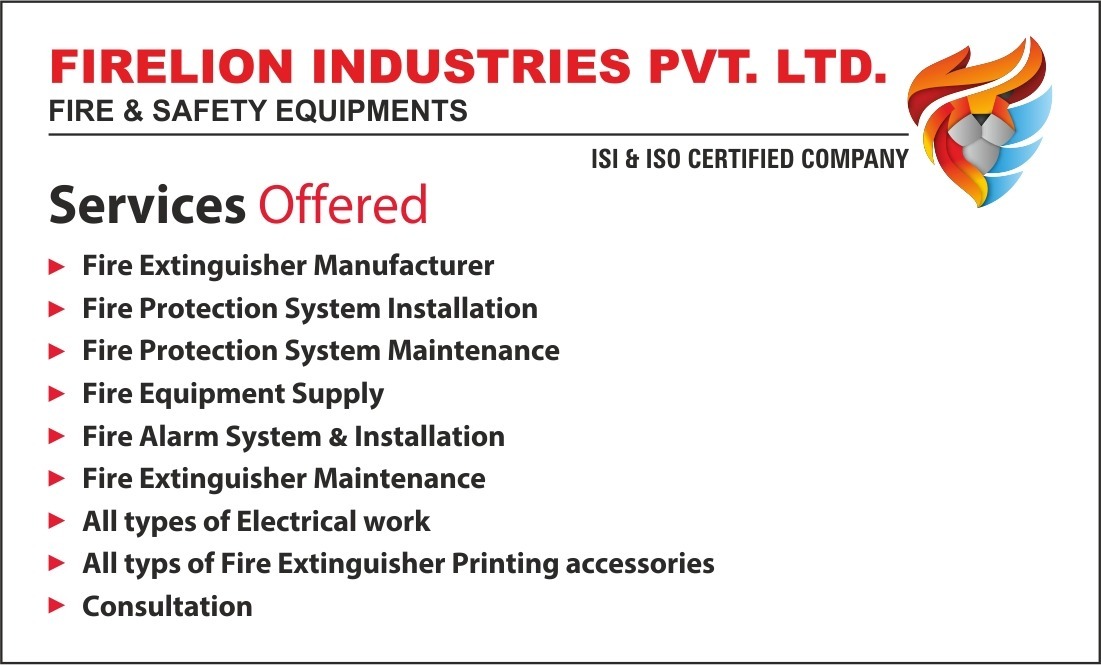 FIRELION INDUSTRIES PVT. LTD.
FIRE & SAFETY EQUIPMENTS
ISI & ISO CERTIFIED COMPANY
Services Offered
► Fire Extinguisher Manufacturer
► Fire Protection System Installation
► Fire Protection System Maintenance
► Fire Equipment Supply
► Fire Alarm System & Installation
► Fire Extinguisher Maintenance
► All types of Electrical work
► All typs of Fire Extinguisher Printing accessories
► Consultation